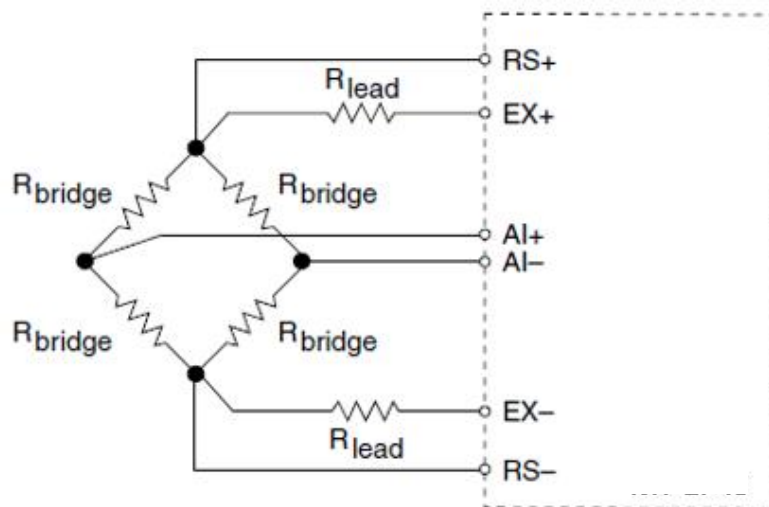 RS+
Rlead
EX+
Rbridge
Rbridge
AI+
AI–
Rbridge
Rbridge
EX–
Rlead
RS–